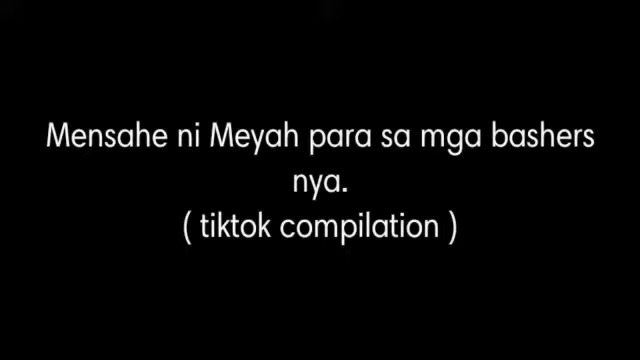 Mensahe ni Meyah para sa mga bashers
nya.
( tiktok compilation )